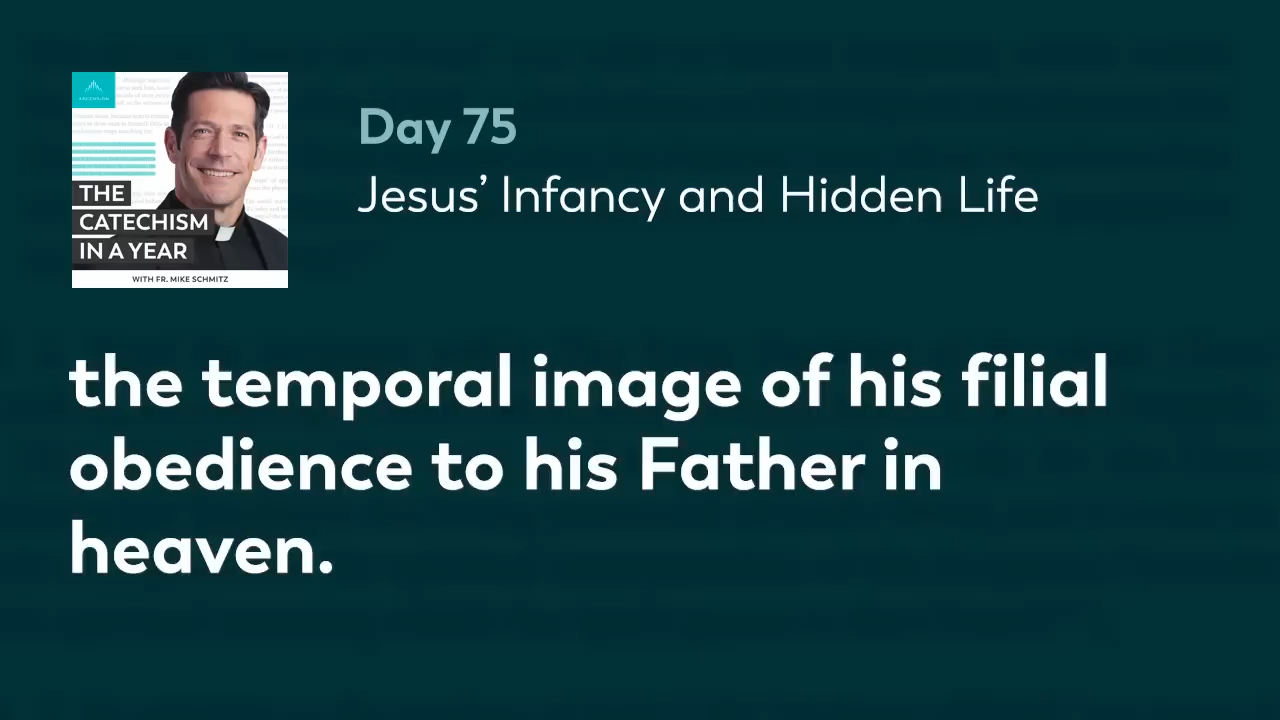 ASCENSION
THE
CATECHISM
IN A YEAR
WITH FR. MIKE SCHMITZ
Day 75
Jesus’ Infancy and Hidden Life
the temporal image of his filial
obedience to his Father in
heaven.